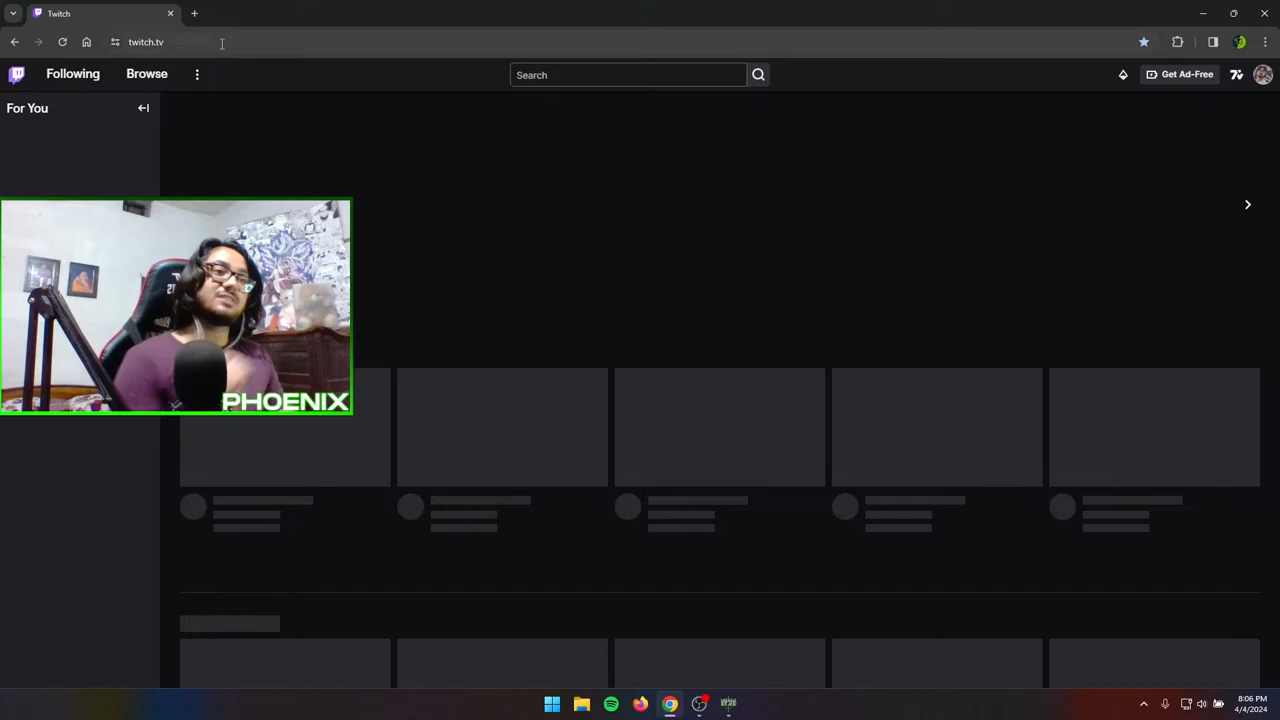 Twitch
twitch.tv
Following
Browse
Search
Get Ad-Free
For You
PHOENIX
8:06 PM
4/4/2024